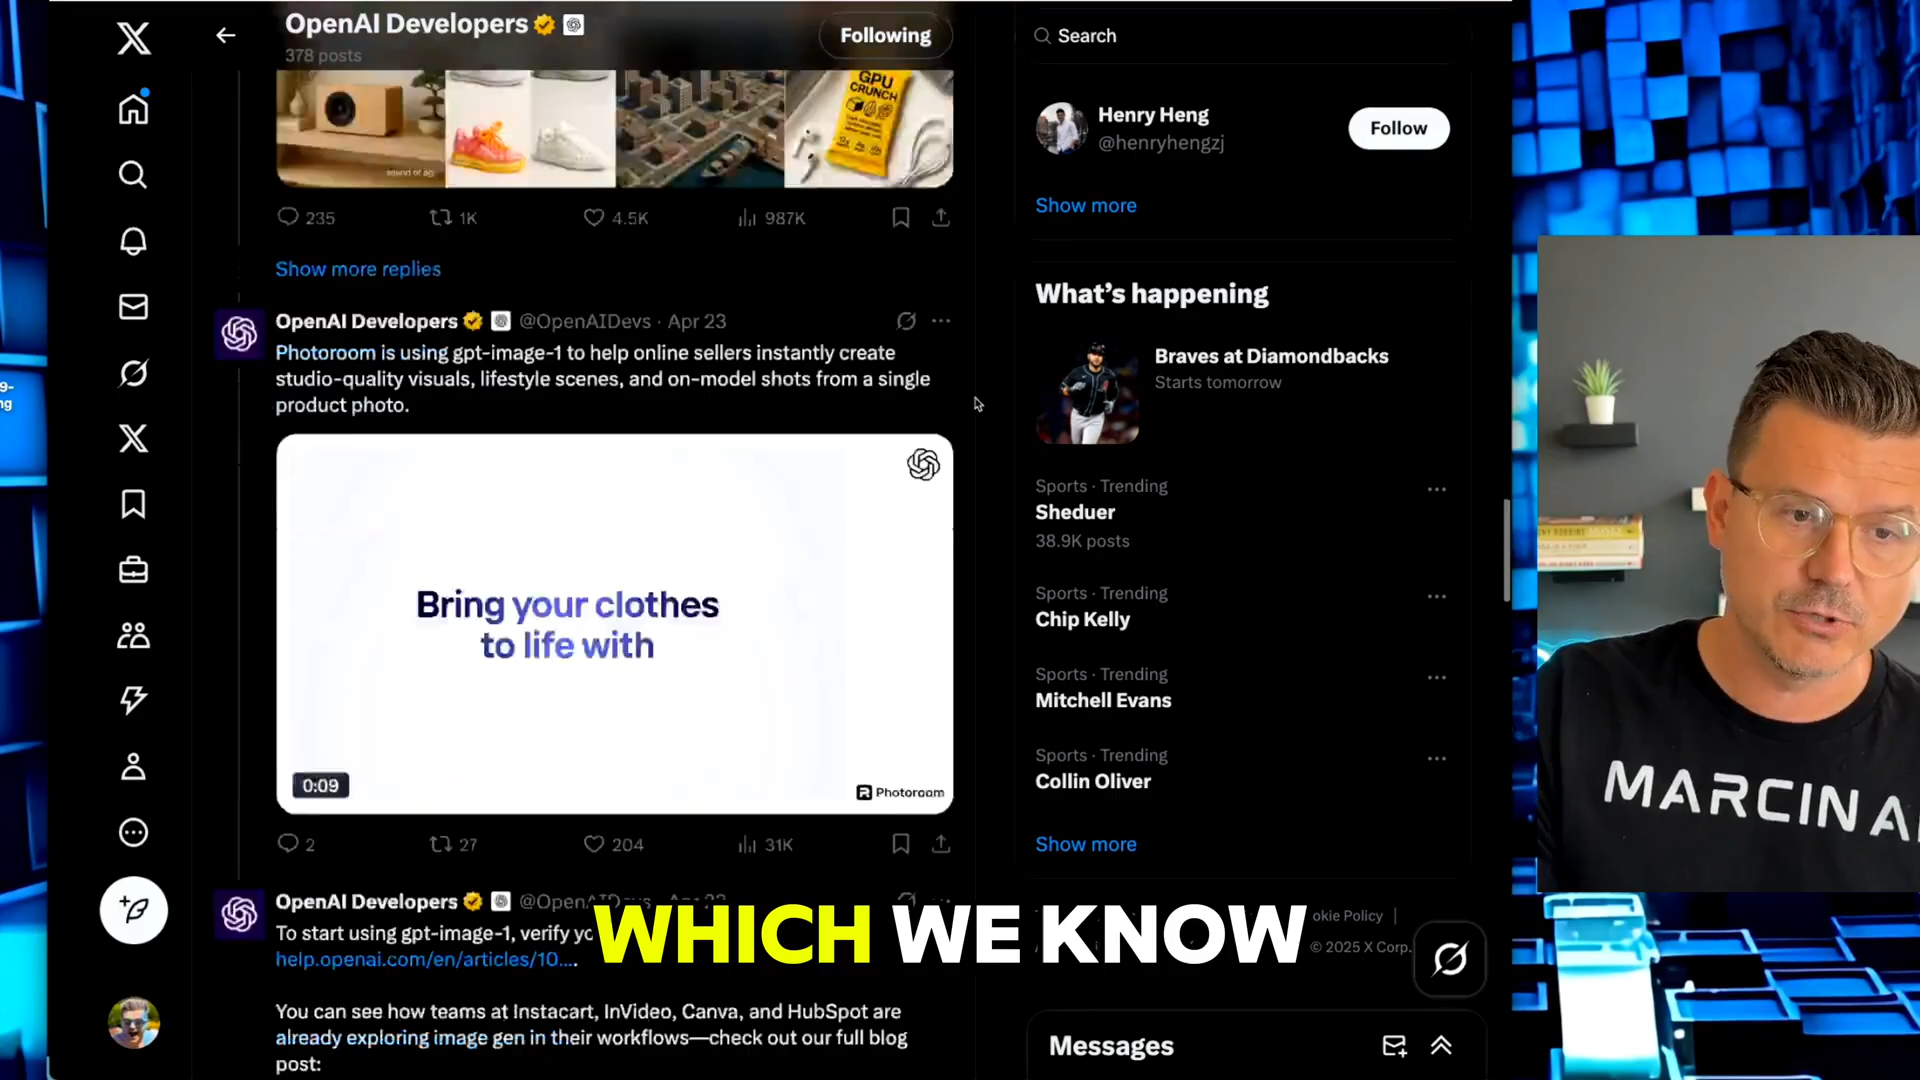 OpenAI Developers
378 posts
Following
Search
GPU
CRUNCH
235
1K
4.5K
987K
Show more replies
OpenAI Developers @OpenAIDevs · Apr 23
Photoroom is using gpt-image-1 to help online sellers instantly create
studio-quality visuals, lifestyle scenes, and on-model shots from a single
product photo.
Bring your clothes
to life with
0:09
Photoroom
2
27
204
31K
OpenAI Developers
To start using gpt-image-1, verify yo
help.openai.com/en/articles/10....
You can see how teams at Instacart, InVideo, Canva, and HubSpot are
already exploring image gen in their workflows—check out our full blog
post:
Henry Heng
@henryhengzj
Follow
Show more
What's happening
Braves at Diamondbacks
Starts tomorrow
Sports · Trending
Sheduer
38.9K posts
Sports · Trending
Chip Kelly
Sports · Trending
Mitchell Evans
Sports · Trending
Collin Oliver
Show more
okie Policy |
© 2025 X Corp.
Messages
9-
ng
MARCIN A
WHICH WE KNOW